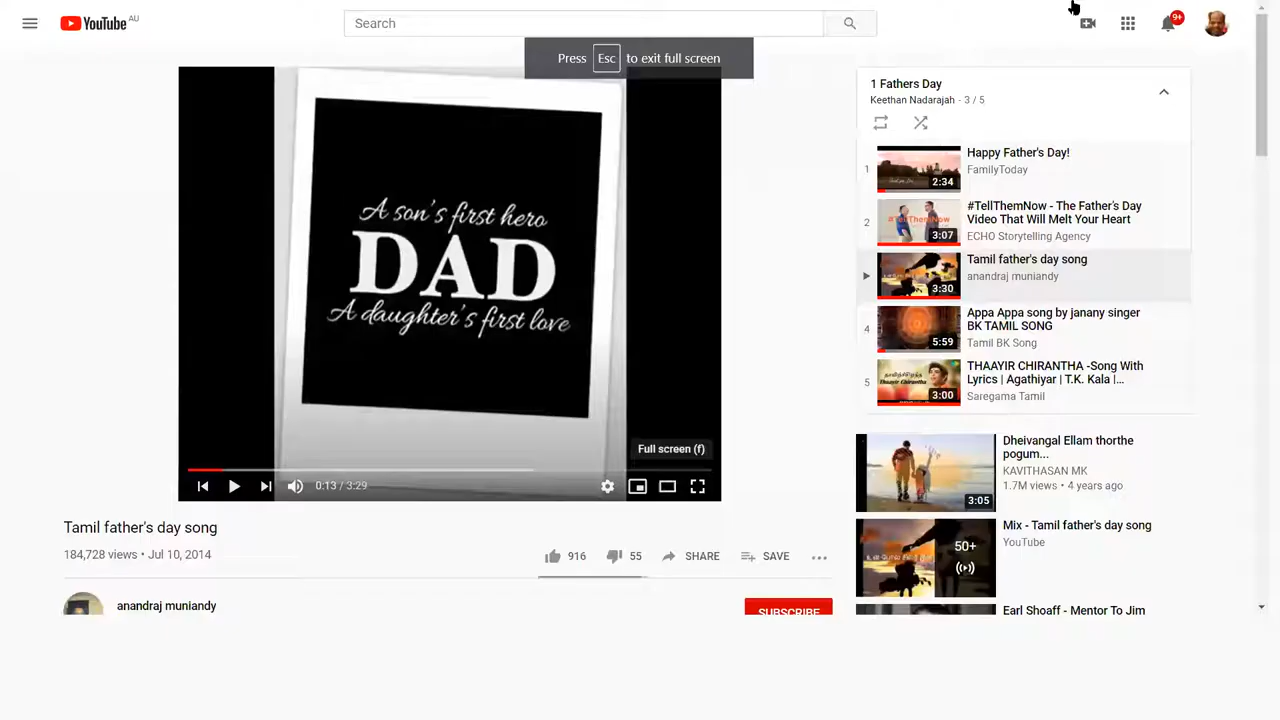 YouTube AU
Search
9+
Press Esc to exit full screen
A son's first hero
DAD
A daughter's first love
Full screen (f)
0:13 / 3:29
Tamil father's day song
184,728 views • Jul 10, 2014
916
55
SHARE
SAVE
anandraj muniandy
SUBSCRIBE
1 Fathers Day
Keethan Nadarajah - 3 / 5
1
2:34
Happy Father's Day!
FamilyToday
2
#TellThemNow
3:07
#TellThemNow - The Father's Day
Video That Will Melt Your Heart
ECHO Storytelling Agency
3:30
Tamil father's day song
anandraj muniandy
4
5:59
Appa Appa song by janany singer
BK TAMIL SONG
Tamil BK Song
5
Thaayir Chirantha
3:00
THAAYIR CHIRANTHA -Song With
Lyrics | Agathiyar | T.K. Kala |...
Saregama Tamil
3:05
Dheivangal Ellam thorthe
pogum...
KAVITHASAN MK
1.7M views • 4 years ago
50+
Mix - Tamil father's day song
YouTube
Earl Shoaff - Mentor To Jim